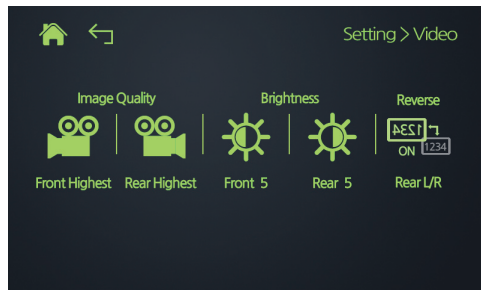 Setting > Video
Image Quality
Brightness
Reverse
1234
ON
1234
Front Highest
Rear Highest
Front 5
Rear 5
Rear L/R